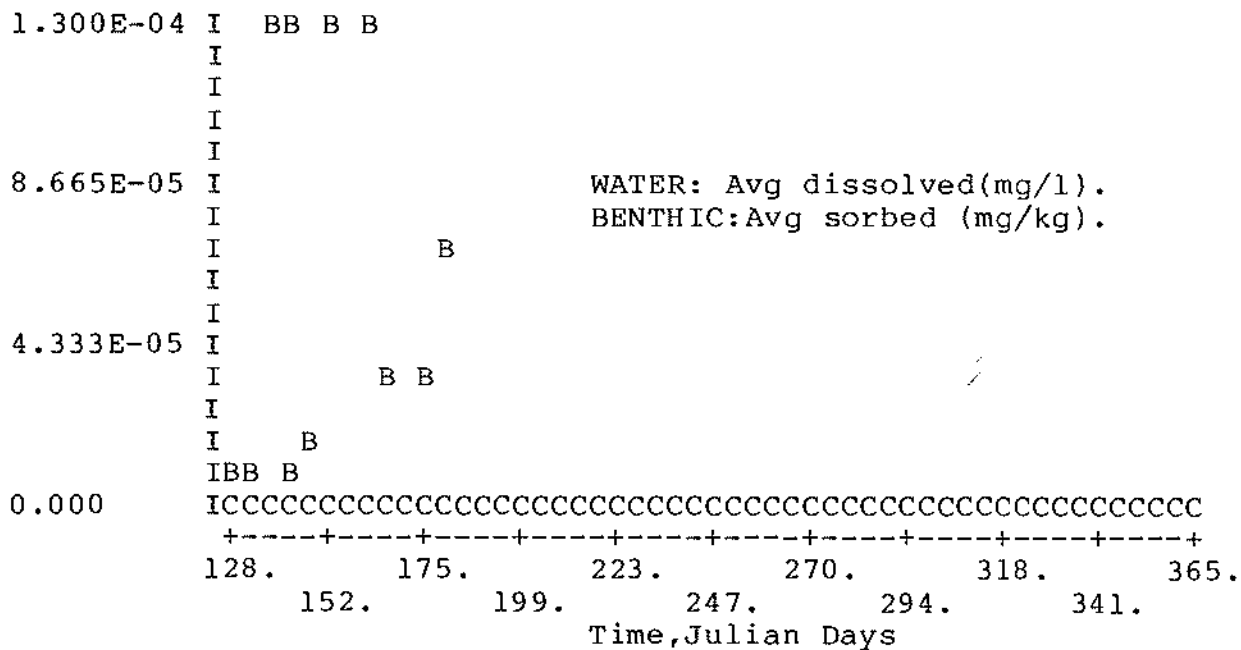 1.300E-04 I  BB B B
I
I
I
I
8.665E-05 I WATER: Avg dissolved(mg/l).
I BENTHIC:Avg sorbed (mg/kg).
I B
I
I
4.333E-05 I
I B B
I
I B
IBB B
0.000 ICCCCCCCCCCCCCCCCCCCCCCCCCCCCCCCCCCCCCCCCCCCCCCCCCCC
+----+----+----+----+----+----+----+----+----+----+
128. 175. 223. 270. 318. 365.
152. 199. 247. 294. 341.
Time,Julian Days